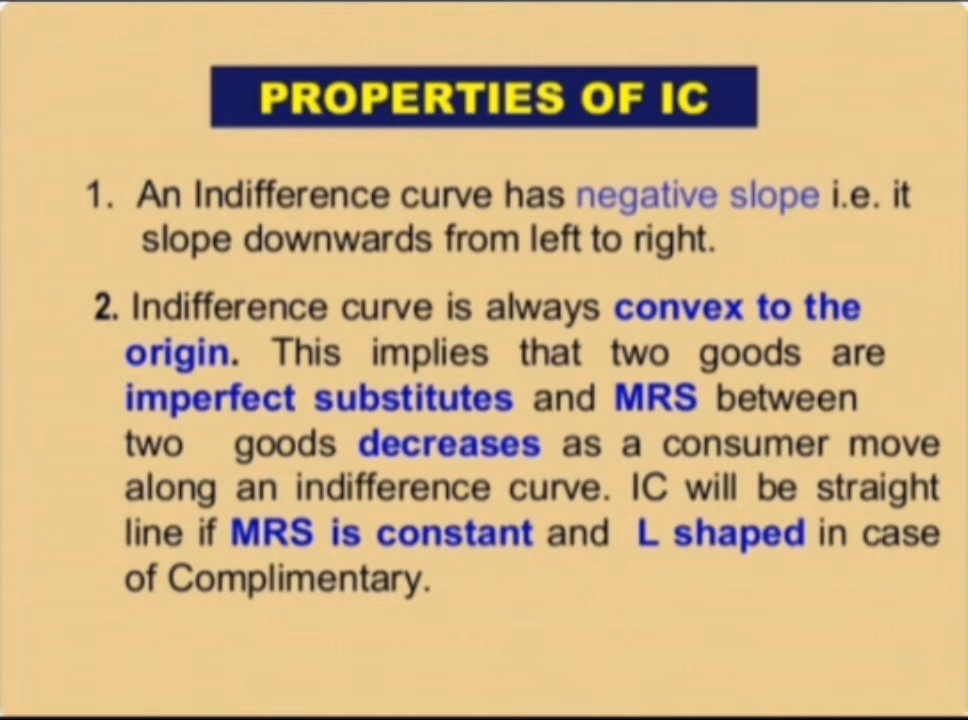 PROPERTIES OF IC
1. An Indifference curve has negative slope i.e. it
slope downwards from left to right.
2. Indifference curve is always convex to the
origin. This implies that two goods are
imperfect substitutes and MRS between
two goods decreases as a consumer move
along an indifference curve. IC will be straight
line if MRS is constant and L shaped in case
of Complimentary.